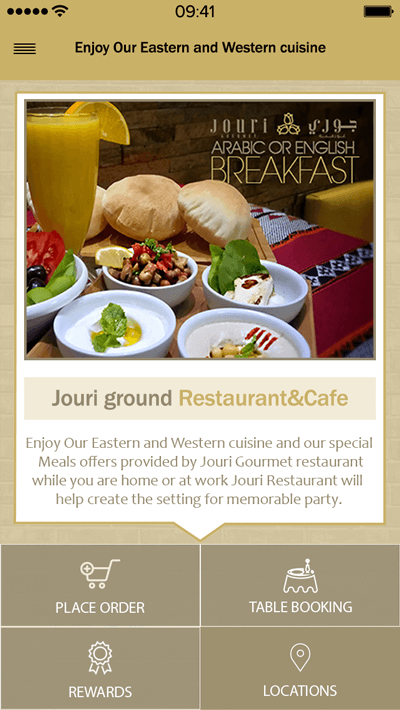 09:41
Enjoy Our Eastern and Western cuisine
Jouri جوري
GOURMET
ARABIC OR ENGLISH
BREAKFAST
Jouri ground Restaurant&Cafe
Enjoy Our Eastern and Western cuisine and our special
Meals offers provided by Jouri Gourmet restaurant
while you are home or at work Jouri Restaurant will
help create the setting for memorable party.
PLACE ORDER
TABLE BOOKING
REWARDS
LOCATIONS